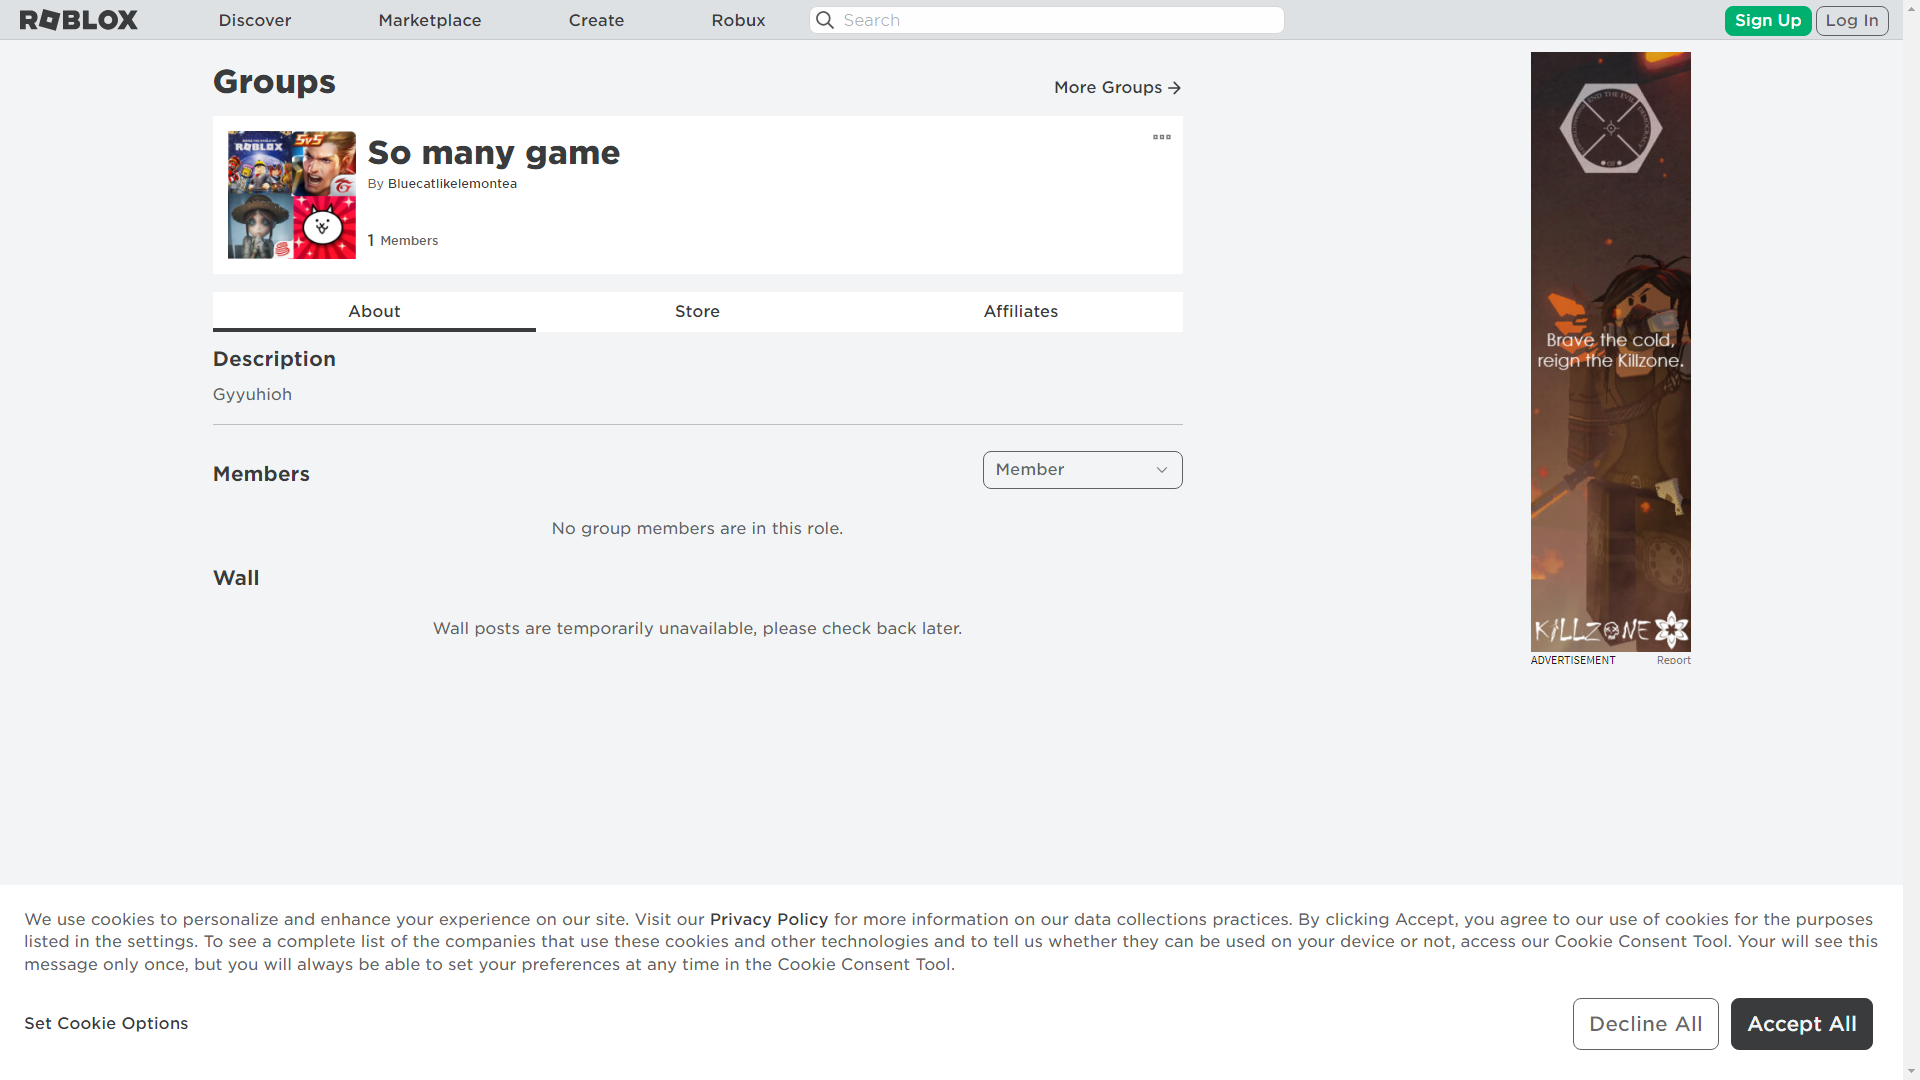 ROBLOX
Discover
Marketplace
Create
Robux
Search
Sign Up
Log In
Groups
More Groups
ROBLOX
5V5
So many game
By Bluecatlikelemontea
1 Members
About
Store
Affiliates
Description
Gyyuhioh
Members
Member
No group members are in this role.
Wall
Wall posts are temporarily unavailable, please check back later.
END THE EVIL
Brave the cold,
reign the Killzone.
KILLZONE
ADVERTISEMENT
Report
We use cookies to personalize and enhance your experience on our site. Visit our Privacy Policy for more information on our data collections practices. By clicking Accept, you agree to our use of cookies for the purposes
listed in the settings. To see a complete list of the companies that use these cookies and other technologies and to tell us whether they can be used on your device or not, access our Cookie Consent Tool. Your will see this
message only once, but you will always be able to set your preferences at any time in the Cookie Consent Tool.
Set Cookie Options
Decline All
Accept All